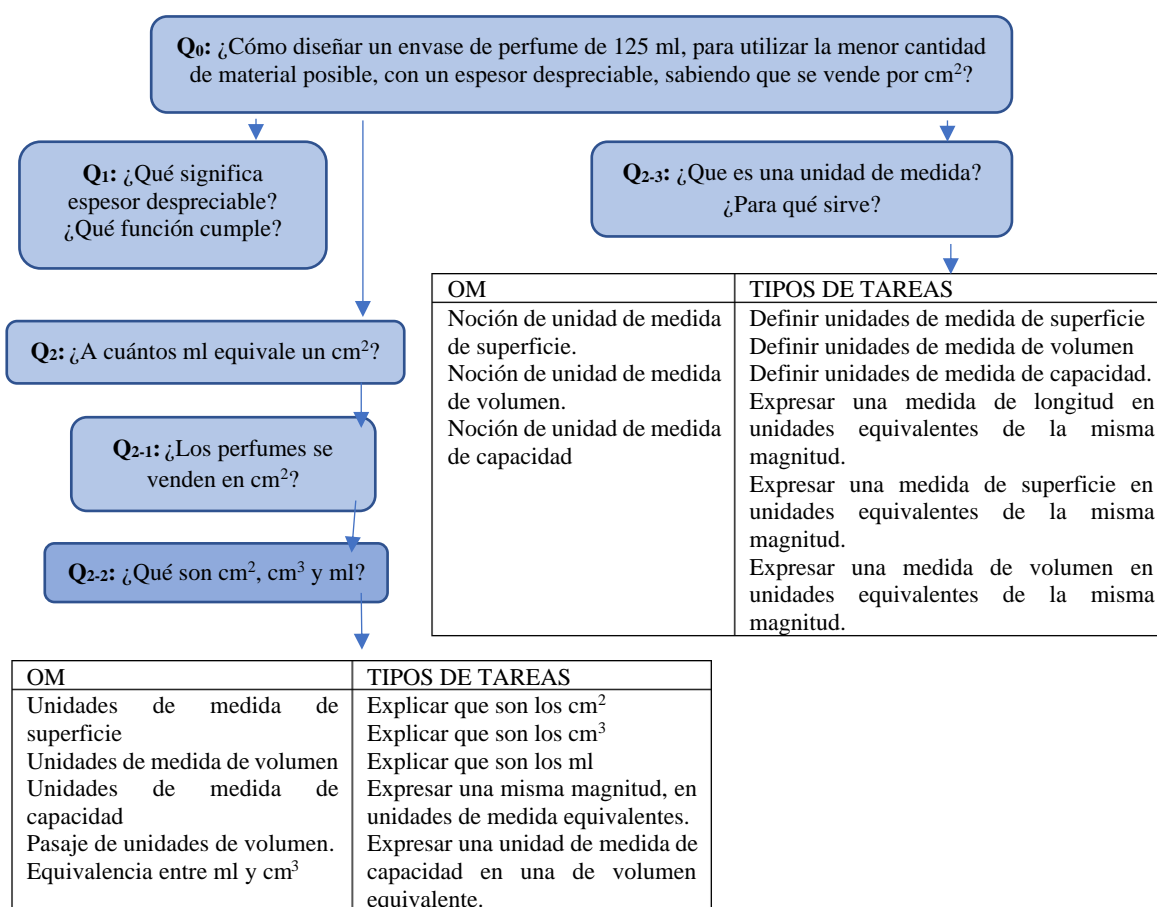 Q0: ¿Cómo diseñar un envase de perfume de 125 ml, para utilizar la menor cantidad
de material posible, con un espesor despreciable, sabiendo que se vende por cm2?
Q1: ¿Qué significa
espesor despreciable?
¿Qué función cumple?
Q2-3: ¿Que es una unidad de medida?
¿Para qué sirve?
OM
TIPOS DE TAREAS
Noción de unidad de medida
de superficie.
Noción de unidad de medida
de volumen.
Noción de unidad de medida
de capacidad
Definir unidades de medida de superficie
Definir unidades de medida de volumen
Definir unidades de medida de capacidad.
Expresar una medida de longitud en
unidades equivalentes de la misma
magnitud.
Expresar una medida de superficie en
unidades equivalentes de la misma
magnitud.
Expresar una medida de volumen en
unidades equivalentes de la misma
magnitud.
Q2: ¿A cuántos ml equivale un cm2?
Q2-1: ¿Los perfumes se
venden en cm2?
Q2-2: ¿Qué son cm2, cm3 y ml?
OM
TIPOS DE TAREAS
Unidades de medida de
superficie
Unidades de medida de volumen
Unidades de medida de
capacidad
Pasaje de unidades de volumen.
Equivalencia entre ml y cm3
Explicar que son los cm2
Explicar que son los cm3
Explicar que son los ml
Expresar una misma magnitud, en
unidades de medida equivalentes.
Expresar una unidad de medida de
capacidad en una de volumen
equivalente.